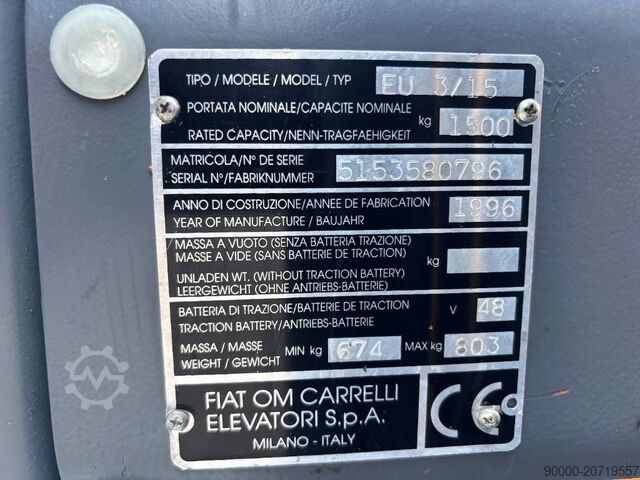 TIPO / MODELE / MODEL / TYP EU 3/15
PORTATA NOMINALE/CAPACITE NOMINALE
RATED CAPACITY/NENN-TRAGFAEHIGKEIT kg 1500
MATRICOLA/N° DE SERIE
SERIAL N°/FABRIKNUMMER 5153580796
ANNO DI COSTRUZIONE/ANNEE DE FABRICATION
YEAR OF MANUFACTURE / BAUJAHR 1996
MASSA A VUOTO (SENZA BATTERIA TRAZIONE)
MASSE A VIDE (SANS BATTERIE DE TRACTION)
kg
UNLADEN WT. (WITHOUT TRACTION BATTERY)
LEERGEWICHT (OHNE ANTRIEBS-BATTERIE)
BATTERIA DI TRAZIONE/BATTERIE DE TRACTION V 48
TRACTION BATTERY/ANTRIEBS-BATTERIE
MASSA / MASSE
WEIGHT / GEWICHT MIN kg 674 MAX kg 803
FIAT OM CARRELLI
ELEVATORI S.p.A.
MILANO - ITALY
CE
90000-20719557